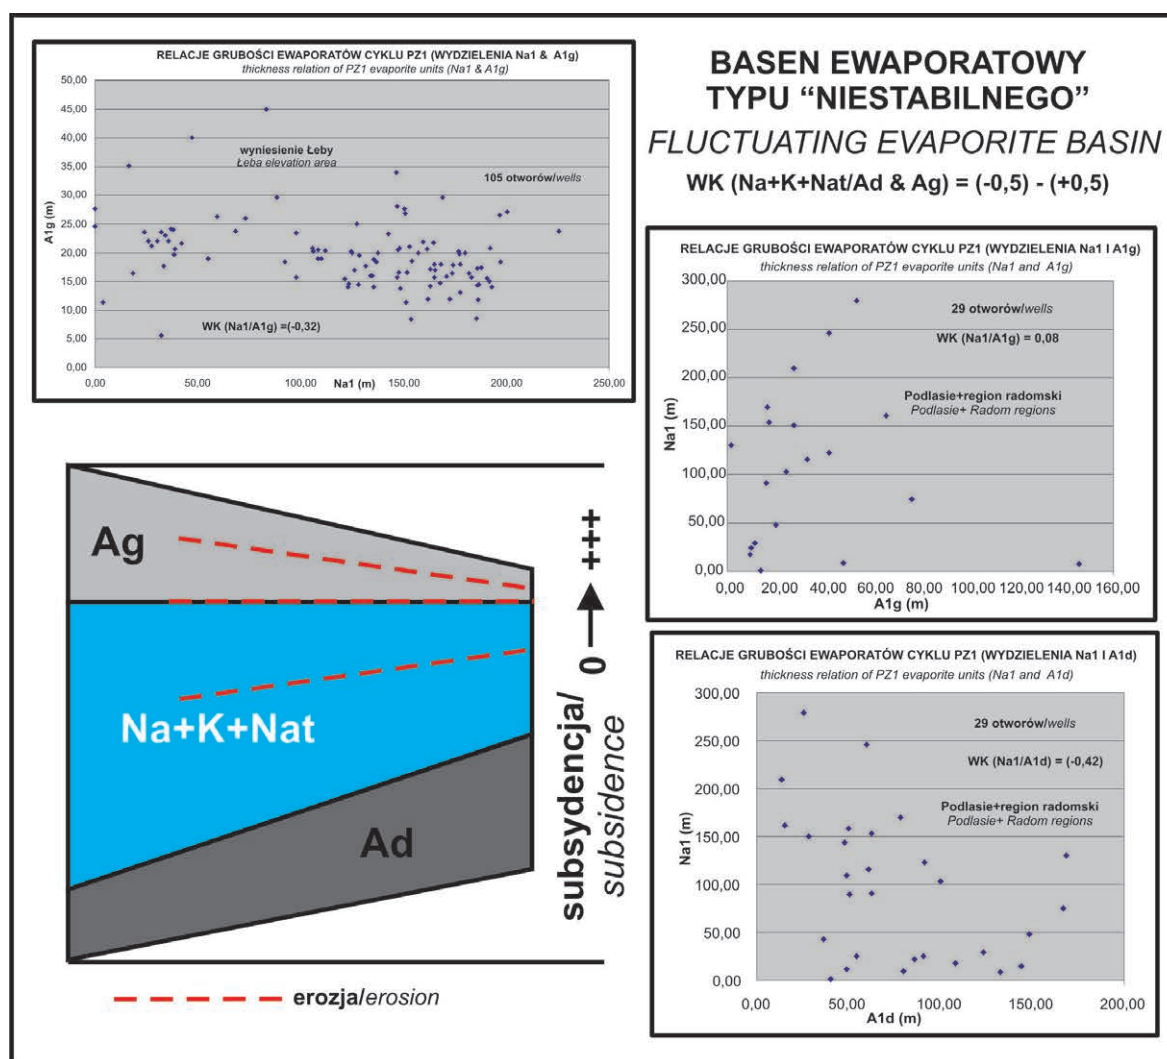 RELACJE GRUBOŚCI EWAPORATÓW CYKLU PZ1 (WYDZIELENIA Na1 & A1g)
thickness relation of PZ1 evaporite units (Na1 & A1g)
A1g (m)
50,00
45,00
40,00
35,00
30,00
25,00
20,00
15,00
10,00
5,00
0,00
wyniesienie Łeby
Łeba elevation area
105 otworów/wells
WK (Na1/A1g) =(-0,32)
0,00 50,00 100,00 150,00 200,00 250,00
Na1 (m)
BASEN EWAPORATOWY
TYPU “NIESTABILNEGO”
FLUCTUATING EVAPORITE BASIN
WK (Na+K+Nat/Ad & Ag) = (-0,5) - (+0,5)
RELACJE GRUBOŚCI EWAPORATÓW CYKLU PZ1 (WYDZIELENIA Na1 I A1g)
thickness relation of PZ1 evaporite units (Na1 and A1g)
Na1 (m)
300,00
250,00
200,00
150,00
100,00
50,00
0,00
29 otworów/wells
WK (Na1/A1g) = 0,08
Podlasie+region radomski
Podlasie+ Radom regions
0,00 20,00 40,00 60,00 80,00 100,00 120,00 140,00 160,00
A1g (m)
Ag
Na+K+Nat
Ad
subsydencja/
subsidence
0
+++
erozja/erosion
RELACJE GRUBOŚCI EWAPORATÓW CYKLU PZ1 (WYDZIELENIA Na1 I A1d)
thickness relation of PZ1 evaporite units (Na1 and A1d)
Na1 (m)
300,00
250,00
200,00
150,00
100,00
50,00
0,00
29 otworów/wells
WK (Na1/A1d) = (-0,42)
Podlasie+region radomski
Podlasie+ Radom regions
0,00 50,00 100,00 150,00 200,00
A1d (m)